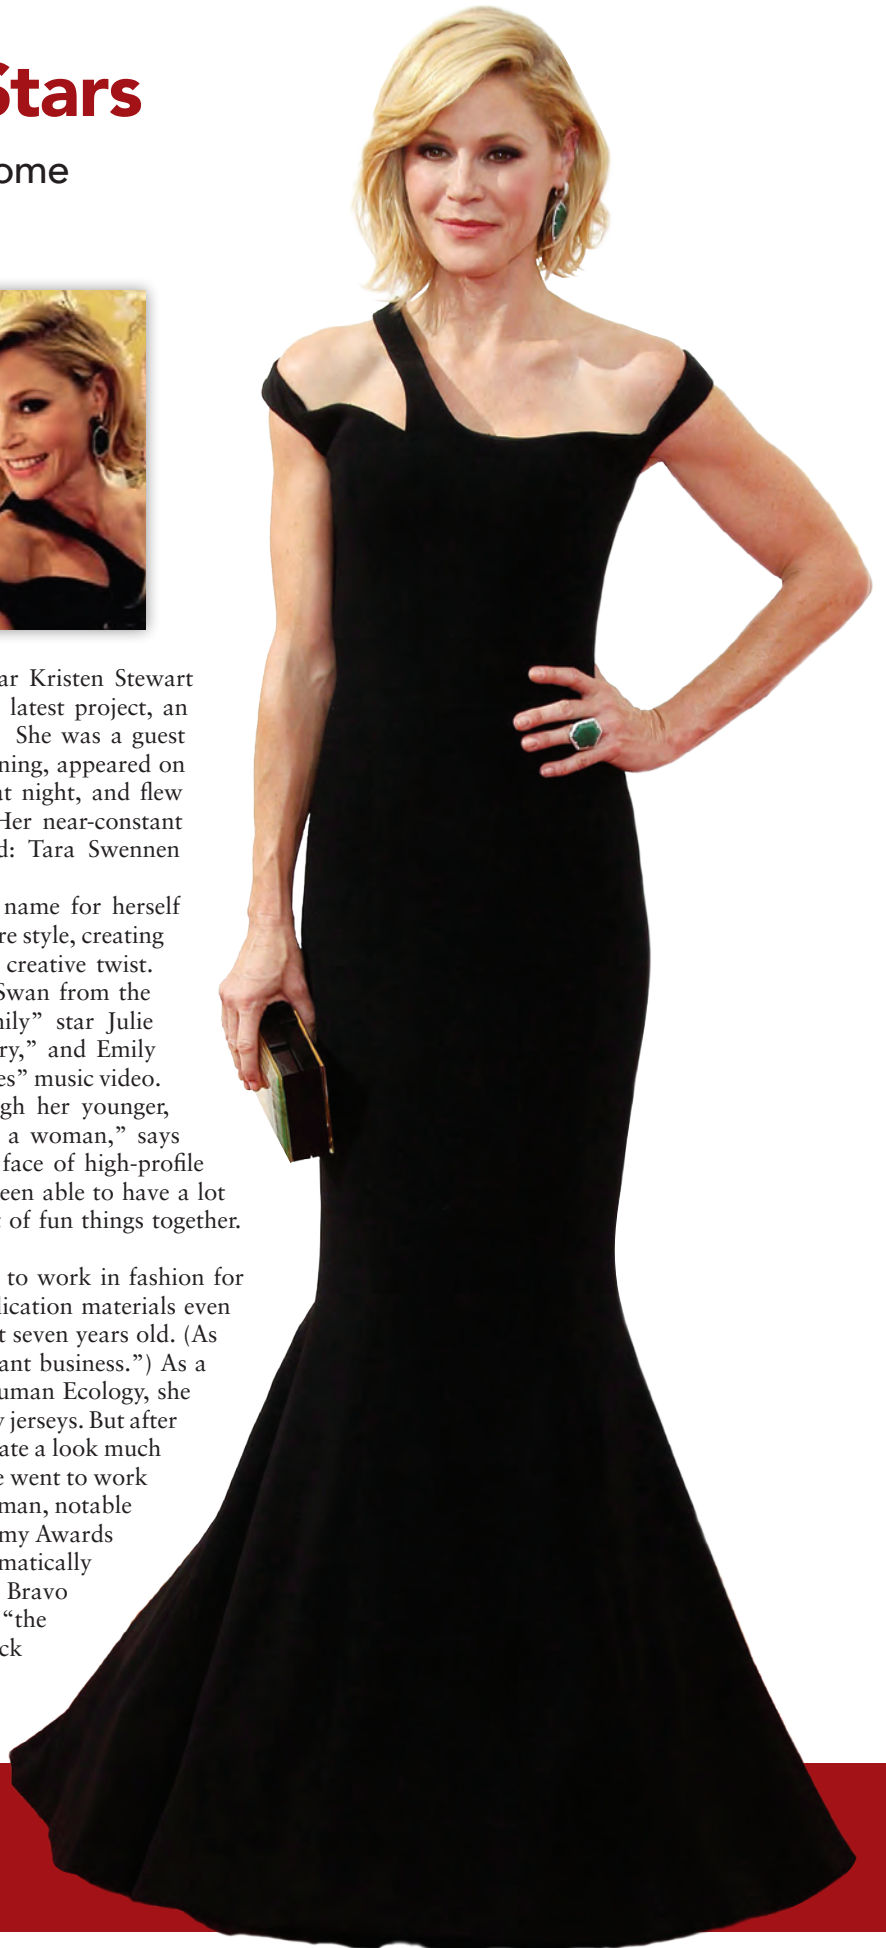 Stars
ome
ar Kristen Stewart
latest project, an
She was a guest
ning, appeared on
at night, and flew
Her near-constant
d: Tara Swennen
name for herself
re style, creating
creative twist.
Swan from the
nily” star Julie
ry,” and Emily
es” music video.
gh her younger,
a woman,” says
face of high-profile
een able to have a lot
of fun things together.
to work in fashion for
lication materials even
t seven years old. (As
ant business.”) As a
uman Ecology, she
y jerseys. But after
ate a look much
e went to work
man, notable
my Awards
matically
Bravo
“the
ck